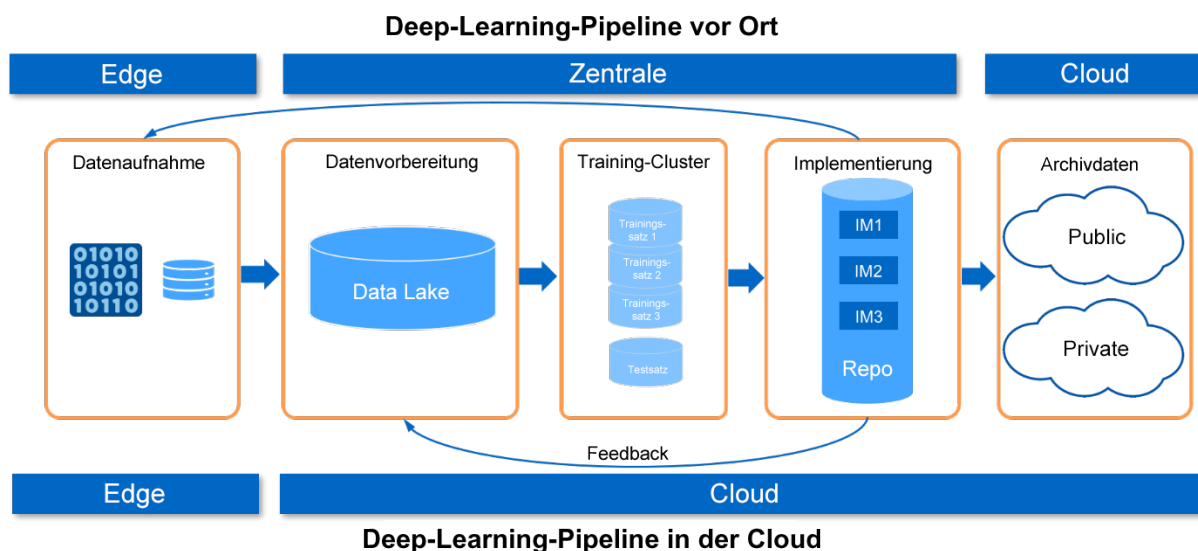 Deep-Learning-Pipeline vor Ort
Edge
Zentrale
Cloud
Datenaufnahme
Datenvorbereitung
Training-Cluster
Implementierung
Archivdaten
01010
10101
01010
10110
Data Lake
Trainings-
satz 1
Trainings-
satz 2
Trainings-
satz 3
Testsatz
IM1
IM2
IM3
Repo
Public
Private
Feedback
Edge
Cloud
Deep-Learning-Pipeline in der Cloud